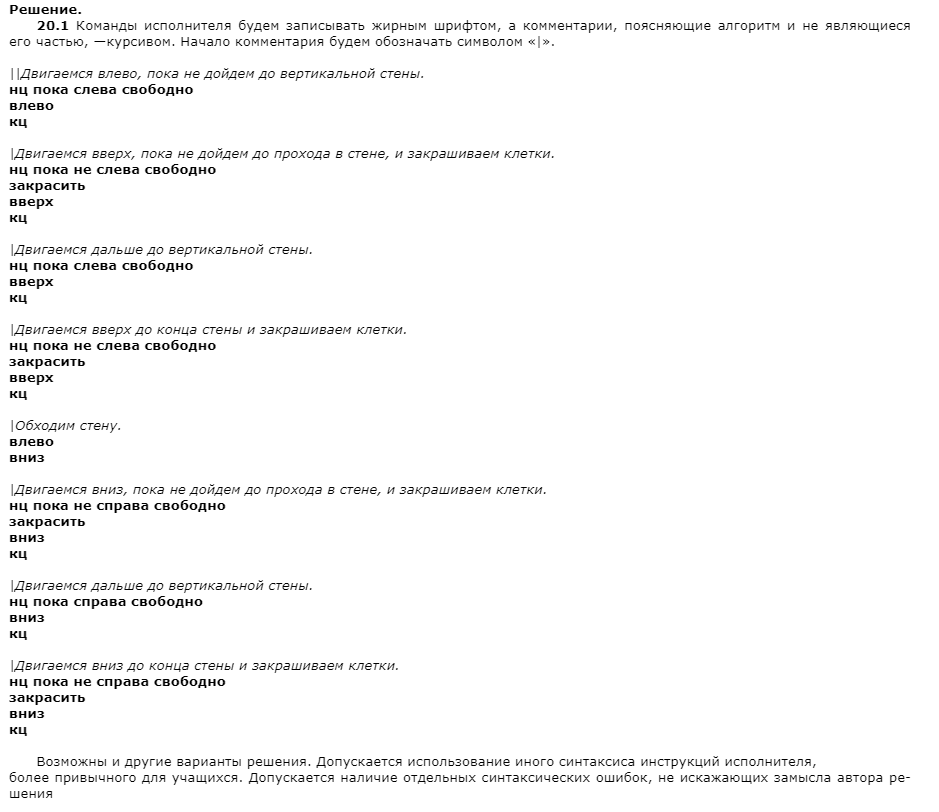 Решение.
20.1 Команды исполнителя будем записывать жирным шрифтом, а комментарии, поясняющие алгоритм и не являющиеся
его частью, —курсивом. Начало комментария будем обозначать символом «|».
||Двигаемся влево, пока не дойдем до вертикальной стены.
нц пока слева свободно
влево
кц
|Двигаемся вверх, пока не дойдем до прохода в стене, и закрашиваем клетки.
нц пока не слева свободно
закрасить
вверх
кц
|Двигаемся дальше до вертикальной стены.
нц пока слева свободно
вверх
кц
|Двигаемся вверх до конца стены и закрашиваем клетки.
нц пока не слева свободно
закрасить
вверх
кц
|Обходим стену.
влево
вниз
|Двигаемся вниз, пока не дойдем до прохода в стене, и закрашиваем клетки.
нц пока не справа свободно
закрасить
вниз
кц
|Двигаемся дальше до вертикальной стены.
нц пока справа свободно
вниз
кц
|Двигаемся вниз до конца стены и закрашиваем клетки.
нц пока не справа свободно
закрасить
вниз
кц
Возможны и другие варианты решения. Допускается использование иного синтаксиса инструкций исполнителя,
более привычного для учащихся. Допускается наличие отдельных синтаксических ошибок, не искажающих замысла автора ре-
шения